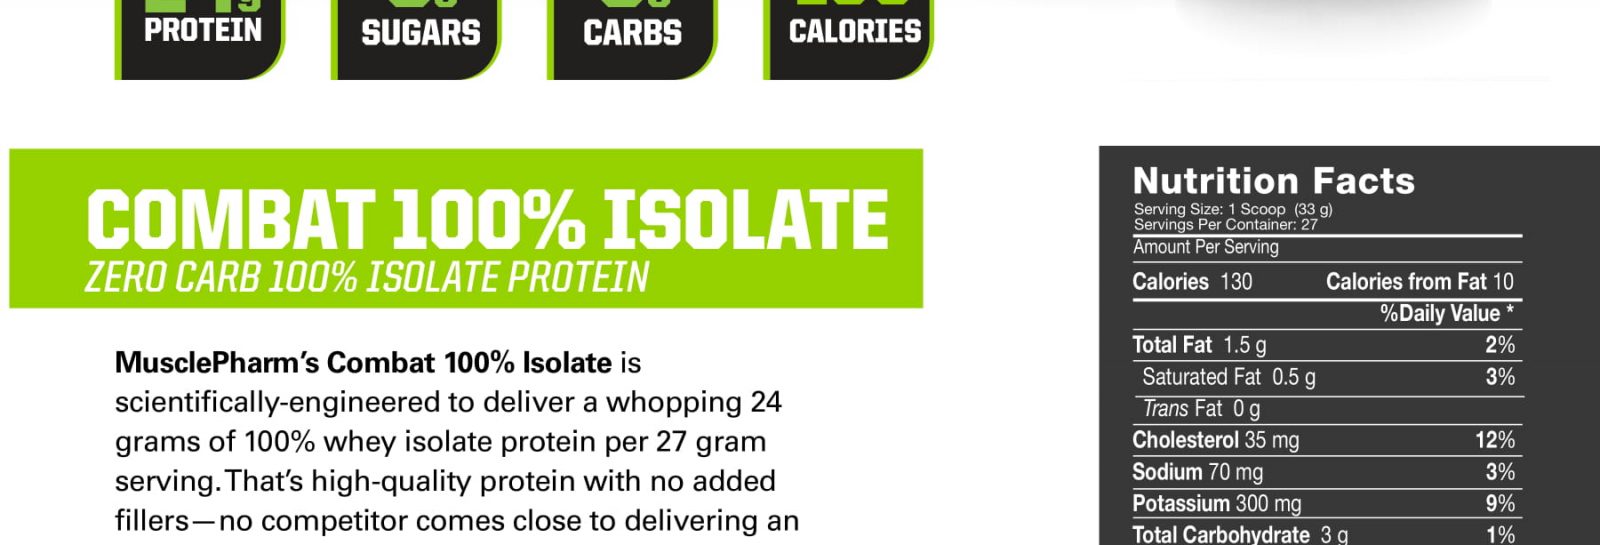 PROTEIN
SUGARS
CARBS
CALORIES
COMBAT 100% ISOLATE
ZERO CARB 100% ISOLATE PROTEIN
MusclePharm’s Combat 100% Isolate is
scientifically-engineered to deliver a whopping 24
grams of 100% whey isolate protein per 27 gram
serving. That’s high-quality protein with no added
fillers—no competitor comes close to delivering an
Nutrition Facts
Serving Size: 1 Scoop (33 g)
Servings Per Container: 27
Amount Per Serving
Calories 130 Calories from Fat 10
%Daily Value *
Total Fat 1.5 g 2%
Saturated Fat 0.5 g 3%
Trans Fat 0 g
Cholesterol 35 mg 12%
Sodium 70 mg 3%
Potassium 300 mg 9%
Total Carbohydrate 3 g 1%